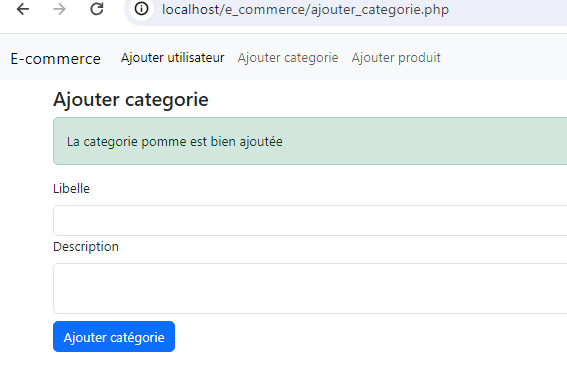 localhost/e_commerce/ajouter_categorie.php
E-commerce Ajouter utilisateur Ajouter categorie Ajouter produit
Ajouter categorie
La categorie pomme est bien ajoutée
Libelle
Description
Ajouter catégorie